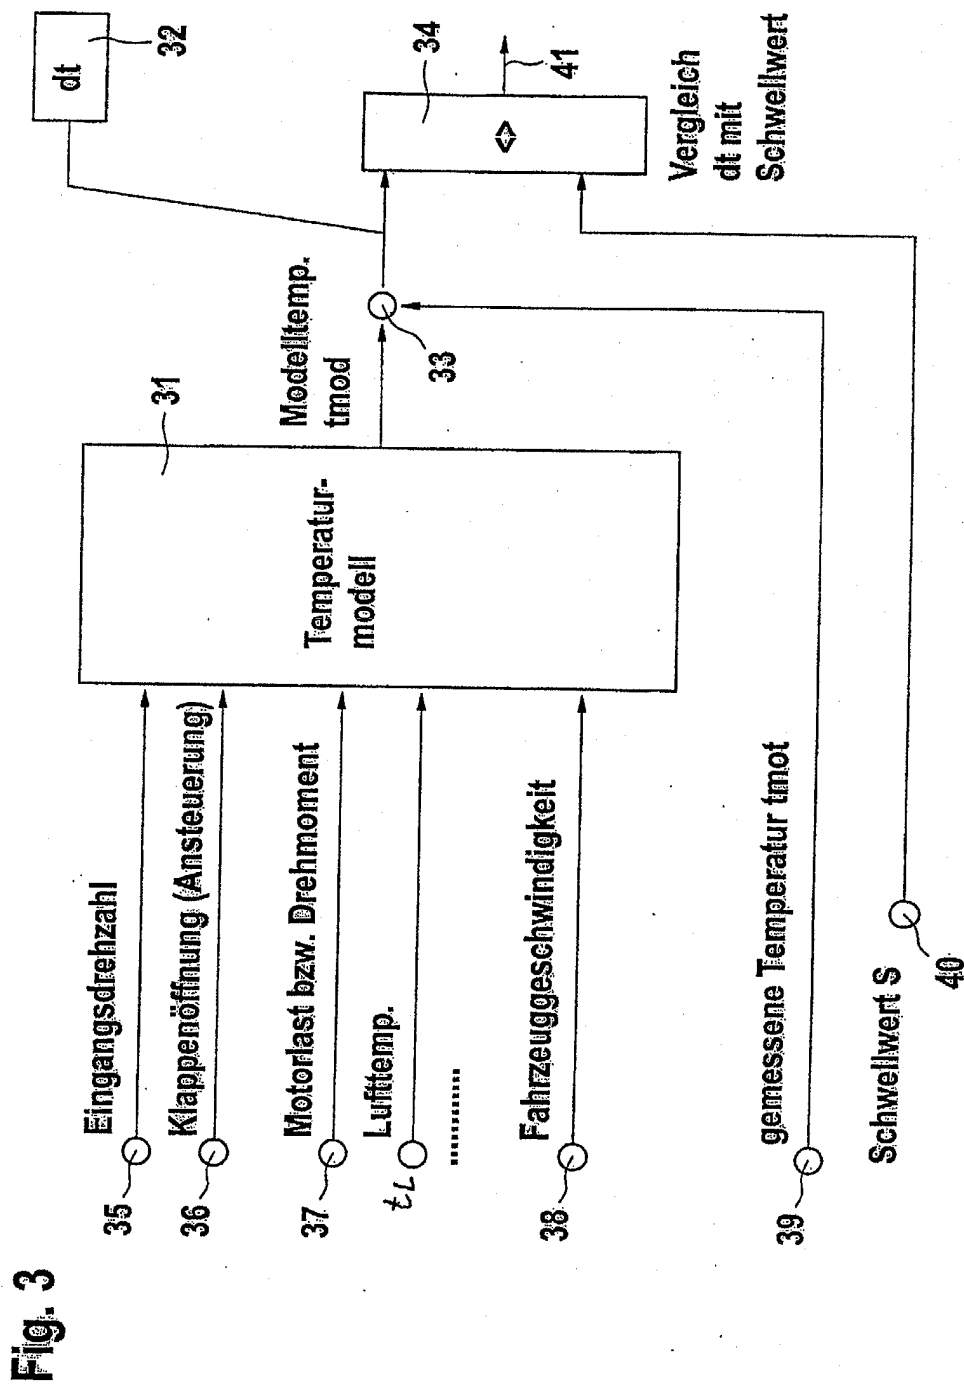 Fig. 3
35
Eingangsdrehzahl
36
Klappenöffnung (Ansteuerung)
37
Motorlast bzw. Drehmoment
tL
Lufttemp.
38
Fahrzeuggeschwindigkeit
39
gemessene Temperatur tmot
Schwellwert S
40
31
Temperatur-
modell
Modelltemp.
tmod
33
dt
32
34
<>
41
Vergleich
dt mit
Schwellwert